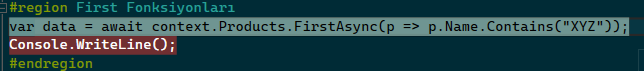 #region First Fonksiyonları
var data = await context.Products.FirstAsync(p => p.Name.Contains("XYZ"));
Console.WriteLine();
#endregion